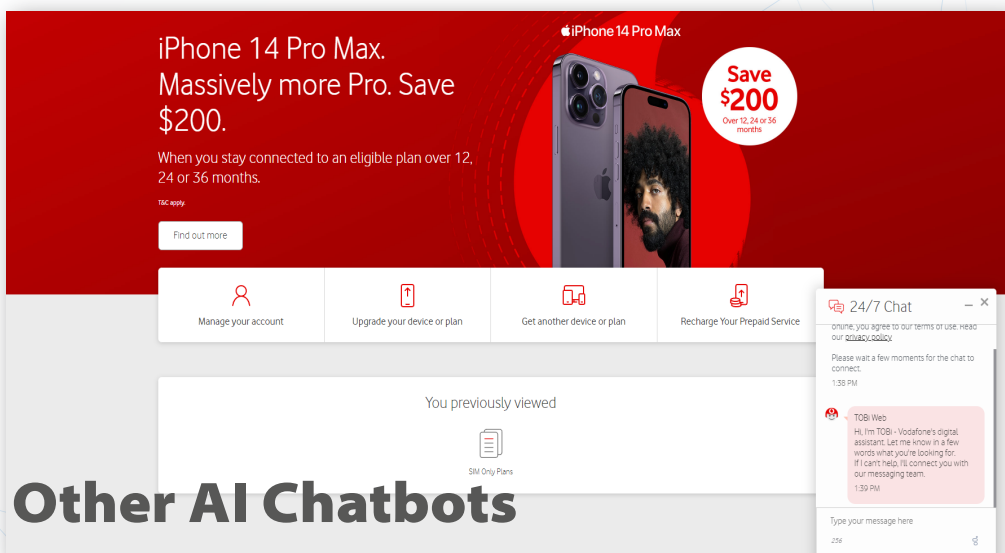 iPhone 14 Pro Max
iPhone 14 Pro Max.
Massively more Pro. Save
$200.
Save
$200
Over 12, 24 or 36
months
When you stay connected to an eligible plan over 12,
24 or 36 months.
T&C apply.
Find out more
Manage your account
Upgrade your device or plan
Get another device or plan
Recharge Your Prepaid Service
You previously viewed
SIM Only Plans
24/7 Chat
online, you agree to our terms of use. Read
our privacy policy
Please wait a few moments for the chat to
connect.
1:38 PM
TOBi Web
Hi, I'm TOBi - Vodafone's digital
assistant. Let me know in a few
words what you're looking for.
If I can't help, I'll connect you with
our messaging team.
1:39 PM
Type your message here
256
Other AI Chatbots